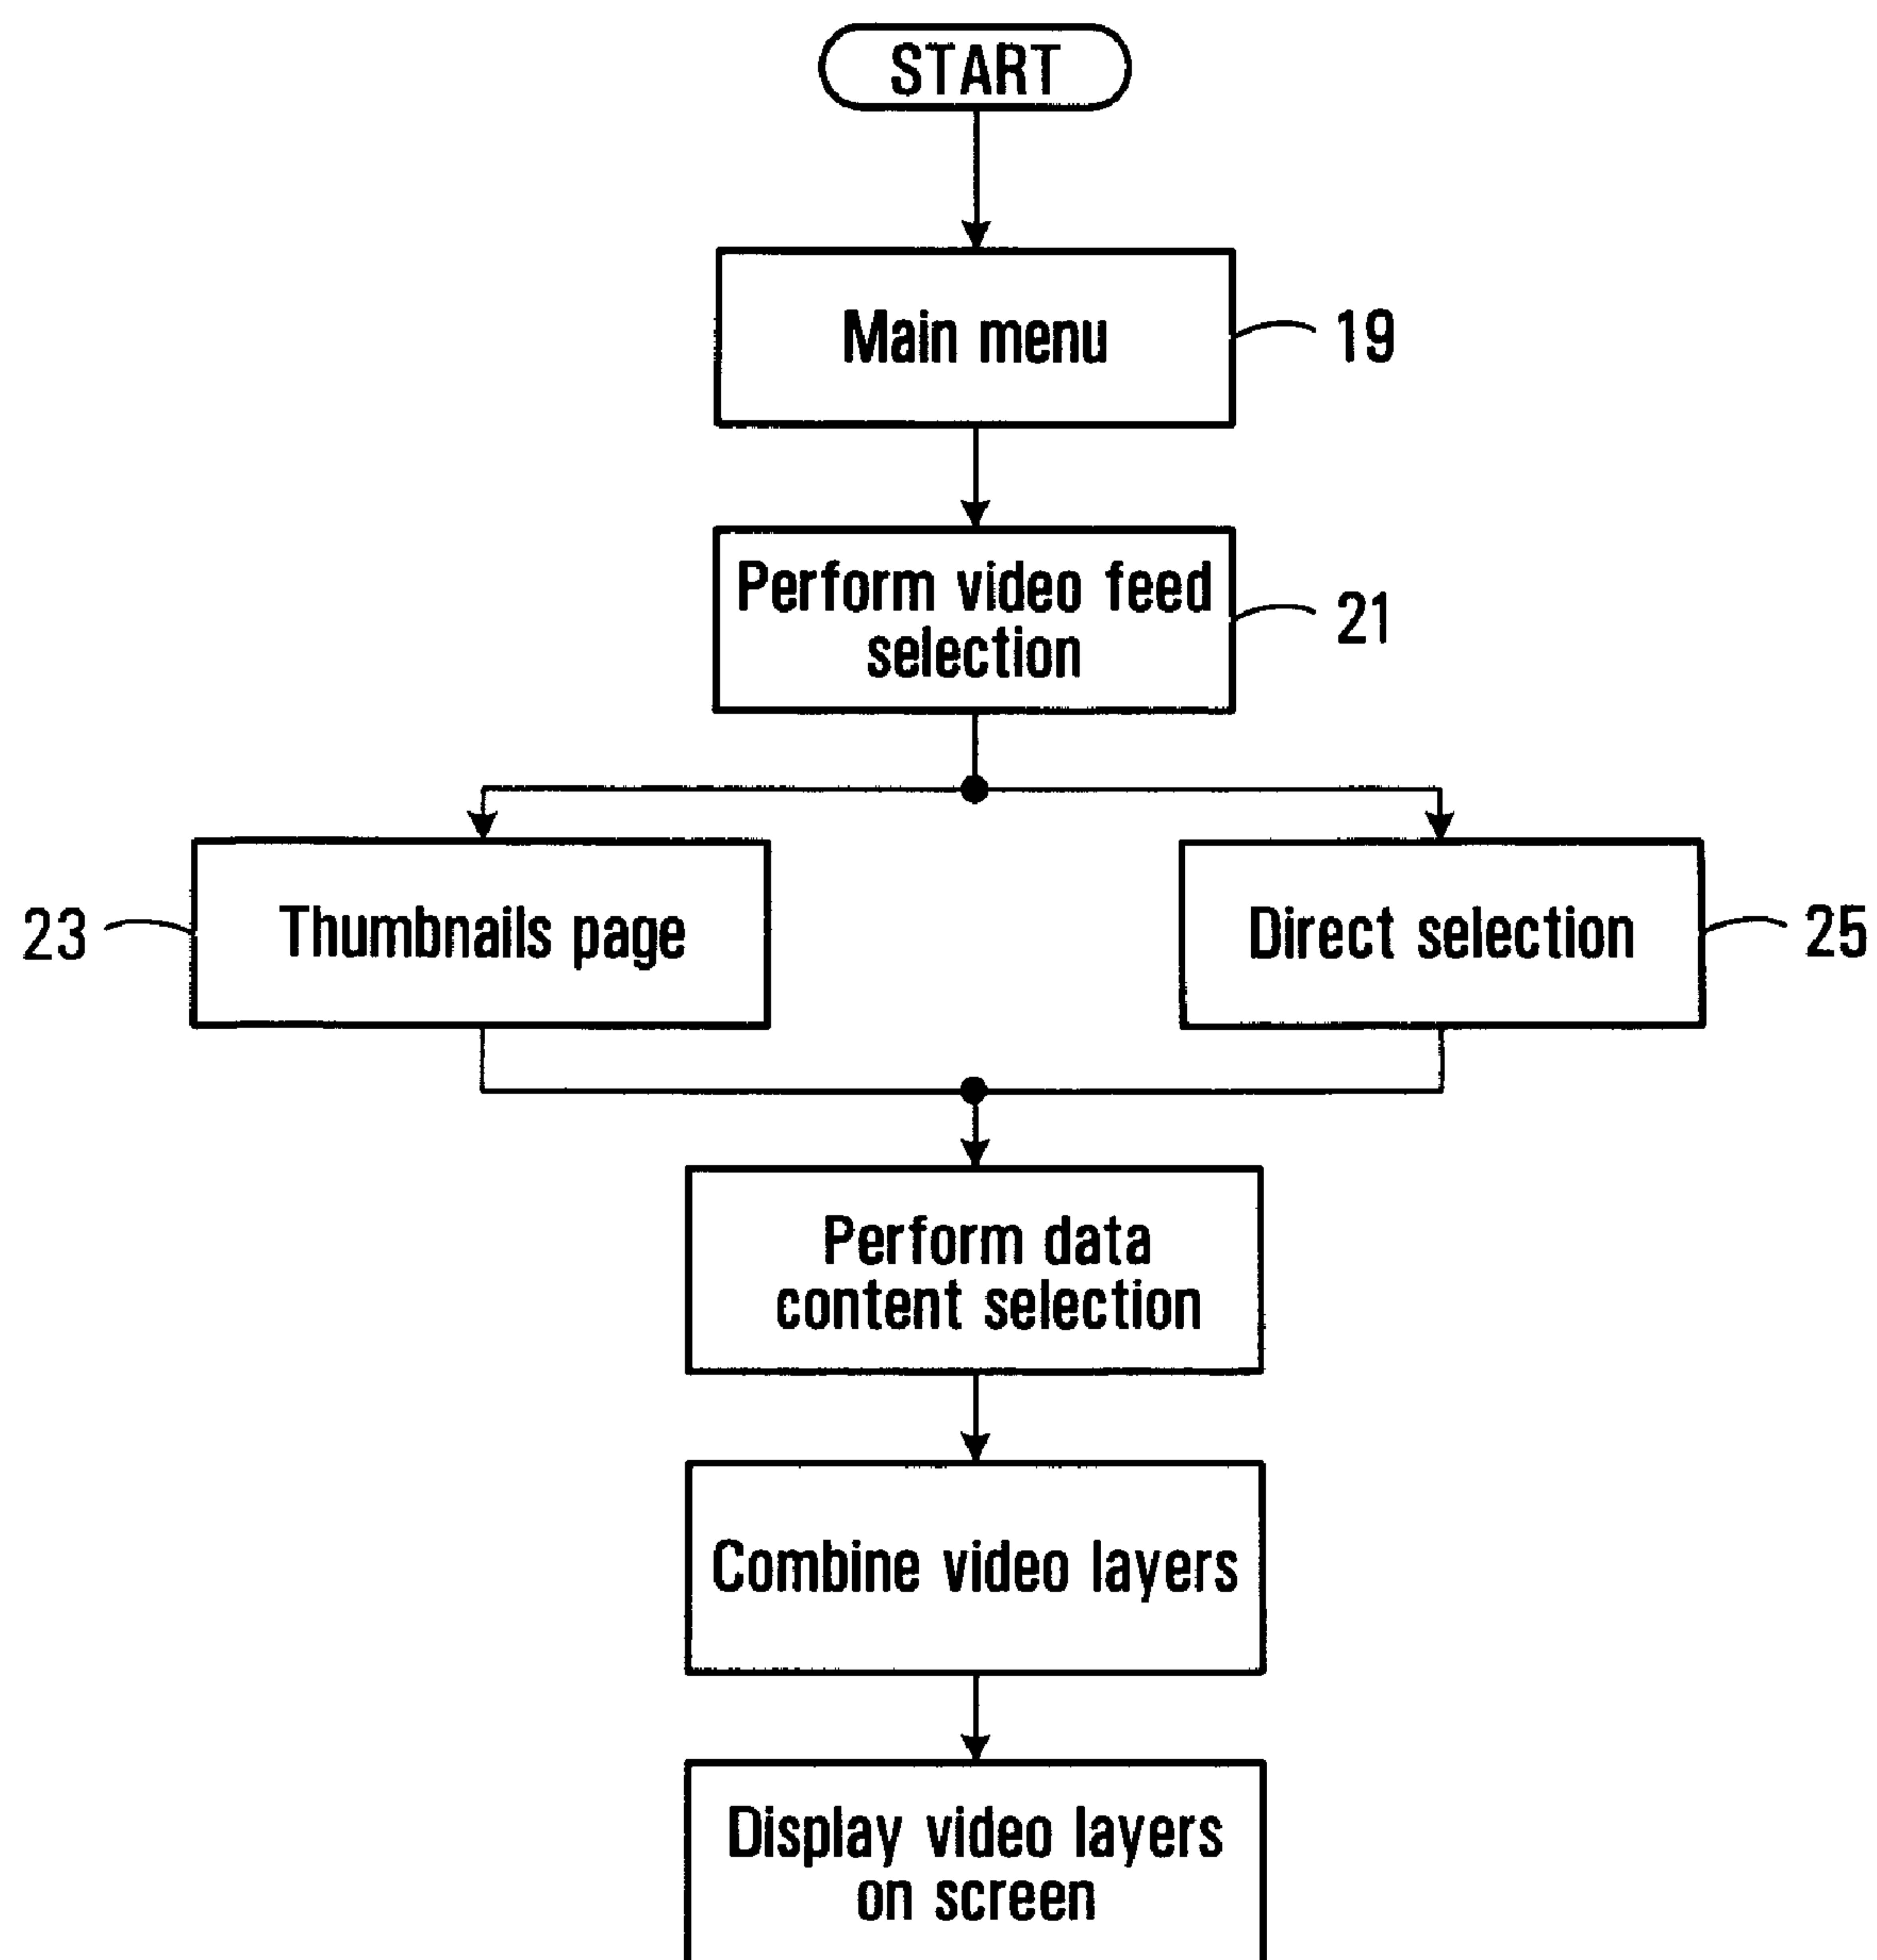 START
Main menu
19
Perform video feed
selection
21
23
Thumbnails page
Direct selection
25
Perform data
content selection
Combine video layers
Display video layers
on screen